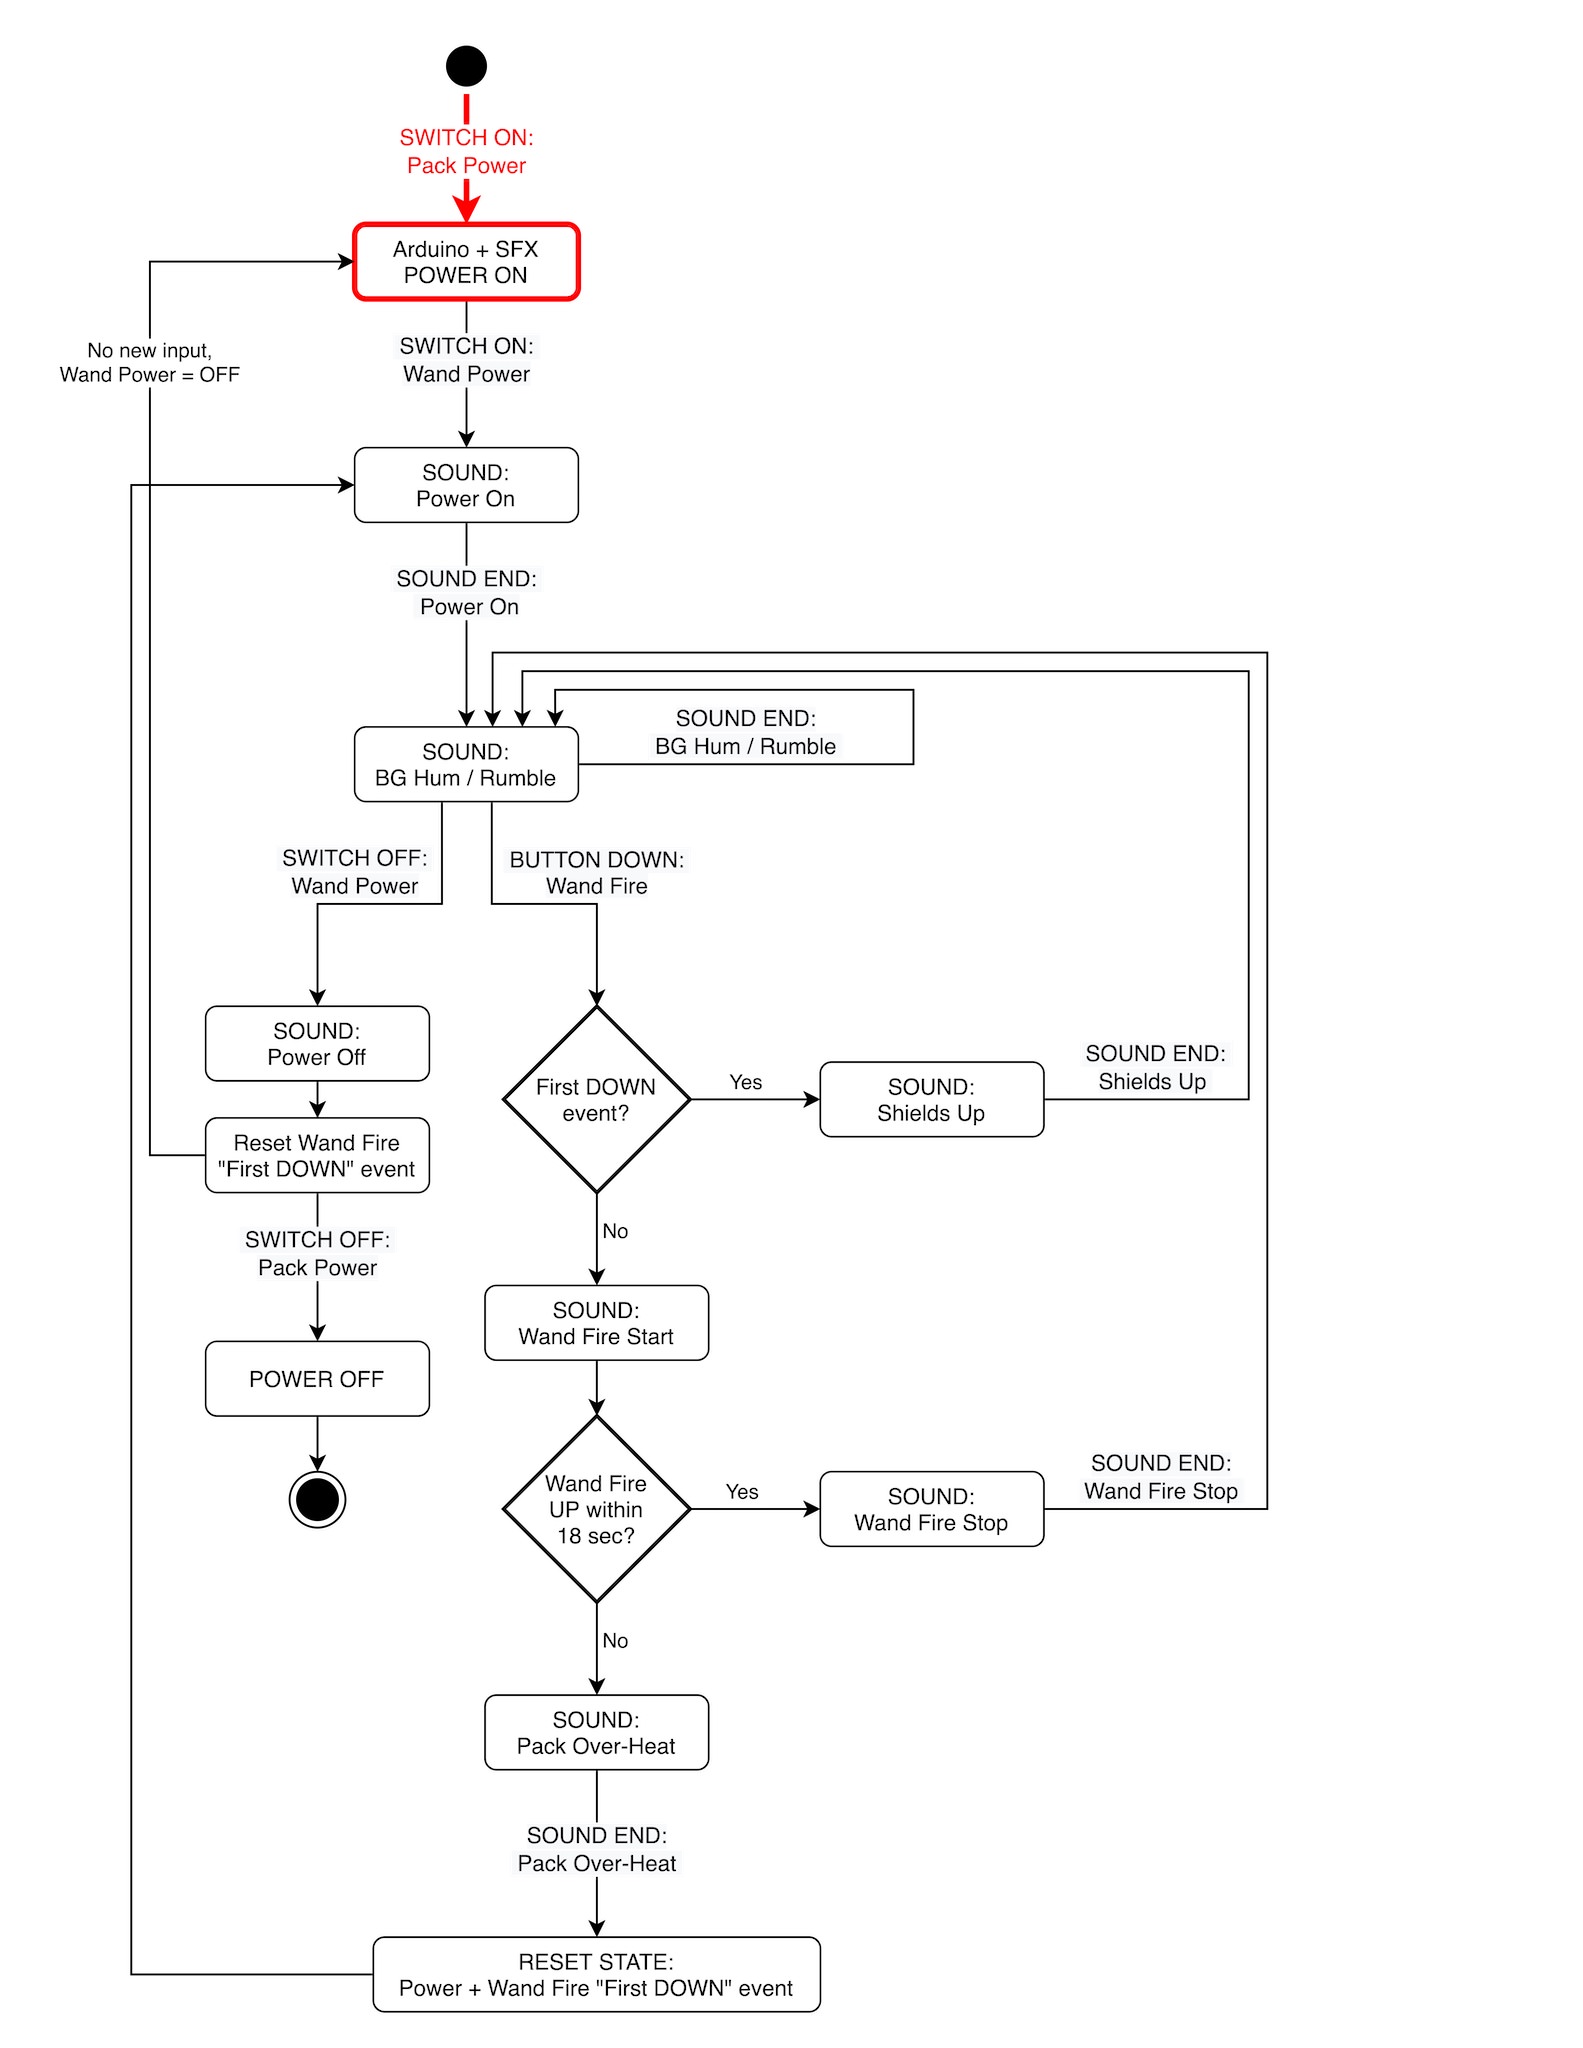 SWITCH ON:
Pack Power
Arduino + SFX
POWER ON
No new input,
Wand Power = OFF
SWITCH ON:
Wand Power
SOUND:
Power On
SOUND END:
Power On
SOUND:
BG Hum / Rumble
SOUND END:
BG Hum / Rumble
SWITCH OFF:
Wand Power
BUTTON DOWN:
Wand Fire
SOUND:
Power Off
Reset Wand Fire
"First DOWN" event
SWITCH OFF:
Pack Power
POWER OFF
First DOWN
event?
Yes
SOUND:
Shields Up
SOUND END:
Shields Up
No
SOUND:
Wand Fire Start
Wand Fire
UP within
18 sec?
Yes
SOUND:
Wand Fire Stop
SOUND END:
Wand Fire Stop
No
SOUND:
Pack Over-Heat
SOUND END:
Pack Over-Heat
RESET STATE:
Power + Wand Fire "First DOWN" event